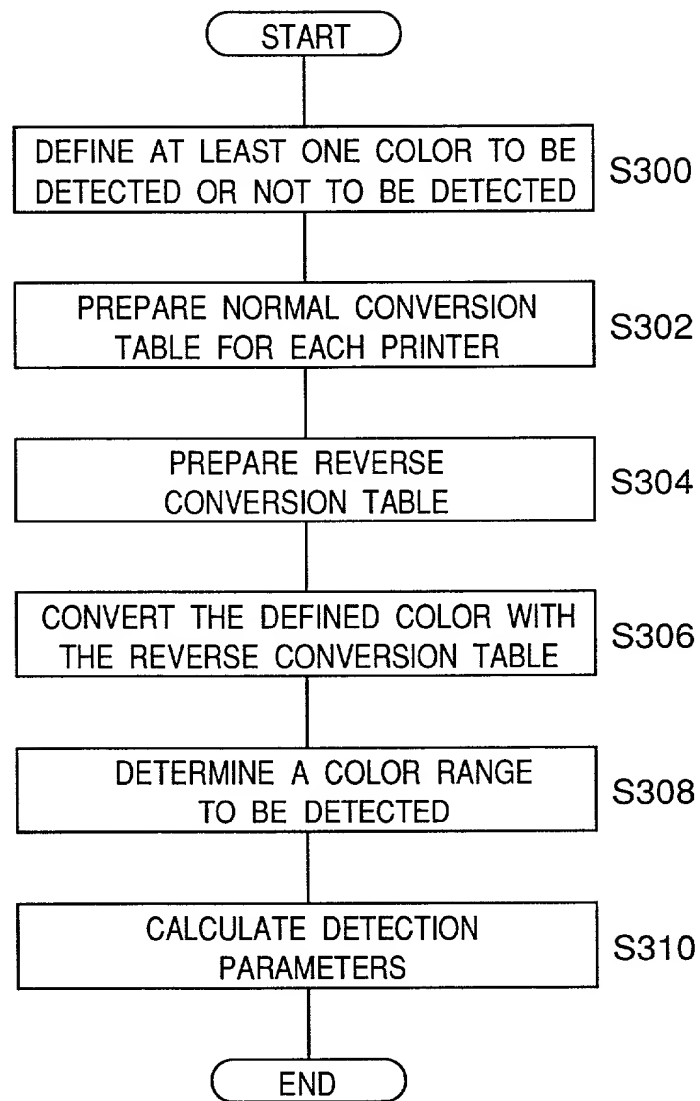 START
DEFINE AT LEAST ONE COLOR TO BE
DETECTED OR NOT TO BE DETECTED
S300
PREPARE NORMAL CONVERSION
TABLE FOR EACH PRINTER
S302
PREPARE REVERSE
CONVERSION TABLE
S304
CONVERT THE DEFINED COLOR WITH
THE REVERSE CONVERSION TABLE
S306
DETERMINE A COLOR RANGE
TO BE DETECTED
S308
CALCULATE DETECTION
PARAMETERS
S310
END